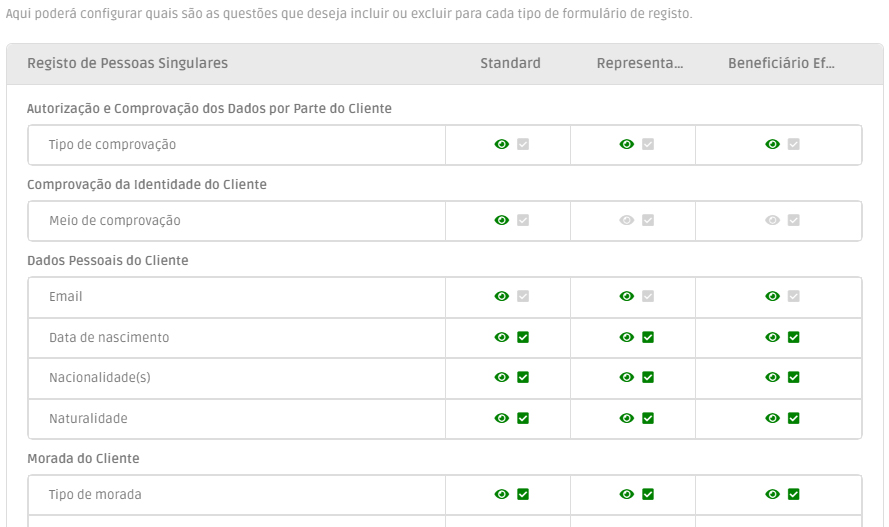 Aqui poderá configurar quais são as questões que deseja incluir ou excluir para cada tipo de formulário de registo.
Registo de Pessoas Singulares Standard Representa... Beneficiário Ef...
Autorização e Comprovação dos Dados por Parte do Cliente
Tipo de comprovação
Comprovação da Identidade do Cliente
Meio de comprovação
Dados Pessoais do Cliente
Email
Data de nascimento
Nacionalidade(s)
Naturalidade
Morada do Cliente
Tipo de morada